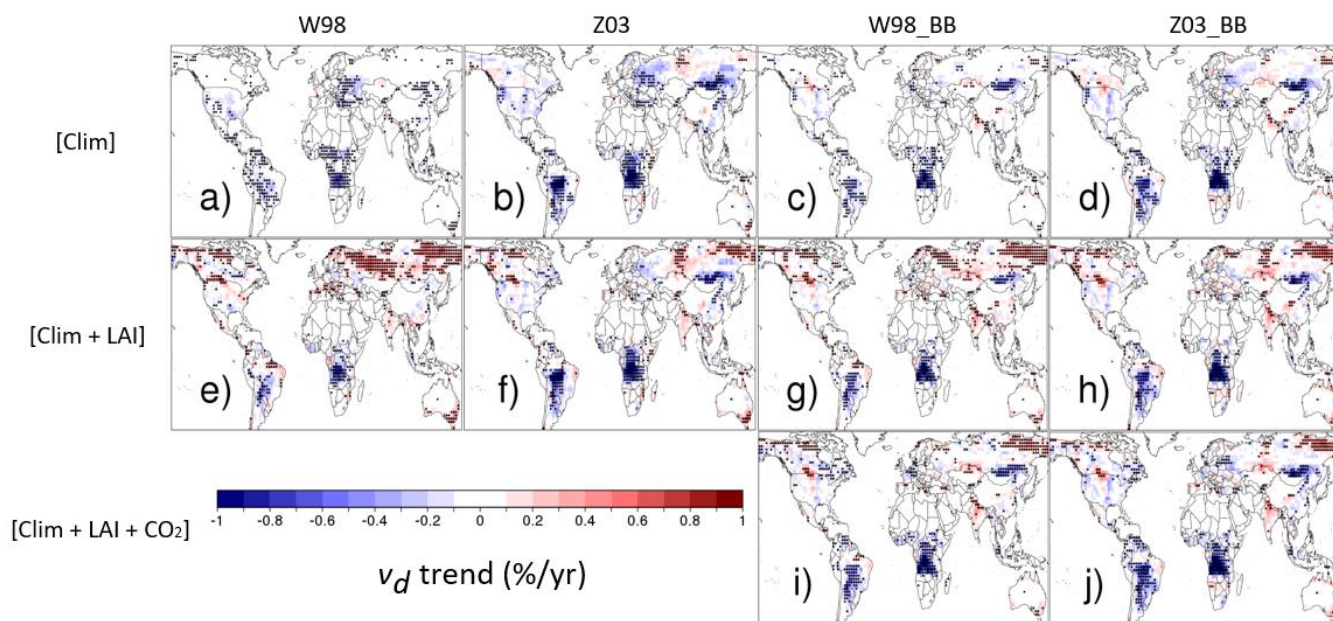 W98 Z03 W98_BB Z03_BB
[Clim]
a) b) c) d)
[Clim + LAI]
e) f) g) h)
[Clim + LAI + CO₂]
-1 -0.8 -0.6 -0.4 -0.2 0 0.2 0.4 0.6 0.8 1
v_d trend (%/yr)
i) j)